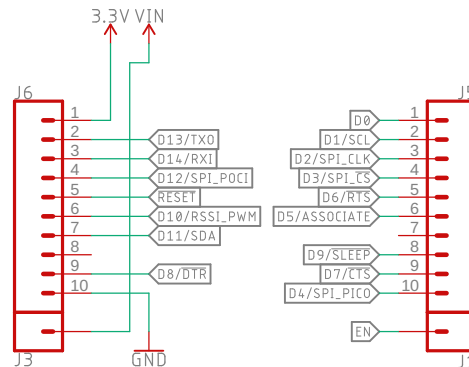 3.3V VIN
J6
1
2 D13/TXO
3 D14/RXI
4 D12/SPI_POCI
5 RESET
6 D10/RSSI_PWM
7 D11/SDA
8
9 D8/DTR
10
J3
GND
J5
D0 1
D1/SCL 2
D2/SPI_CLK 3
D3/SPI_CS 4
D6/RTS 5
D5/ASSOCIATE 6
7
D9/SLEEP 8
D7/CTS 9
D4/SPI_PICO 10
EN